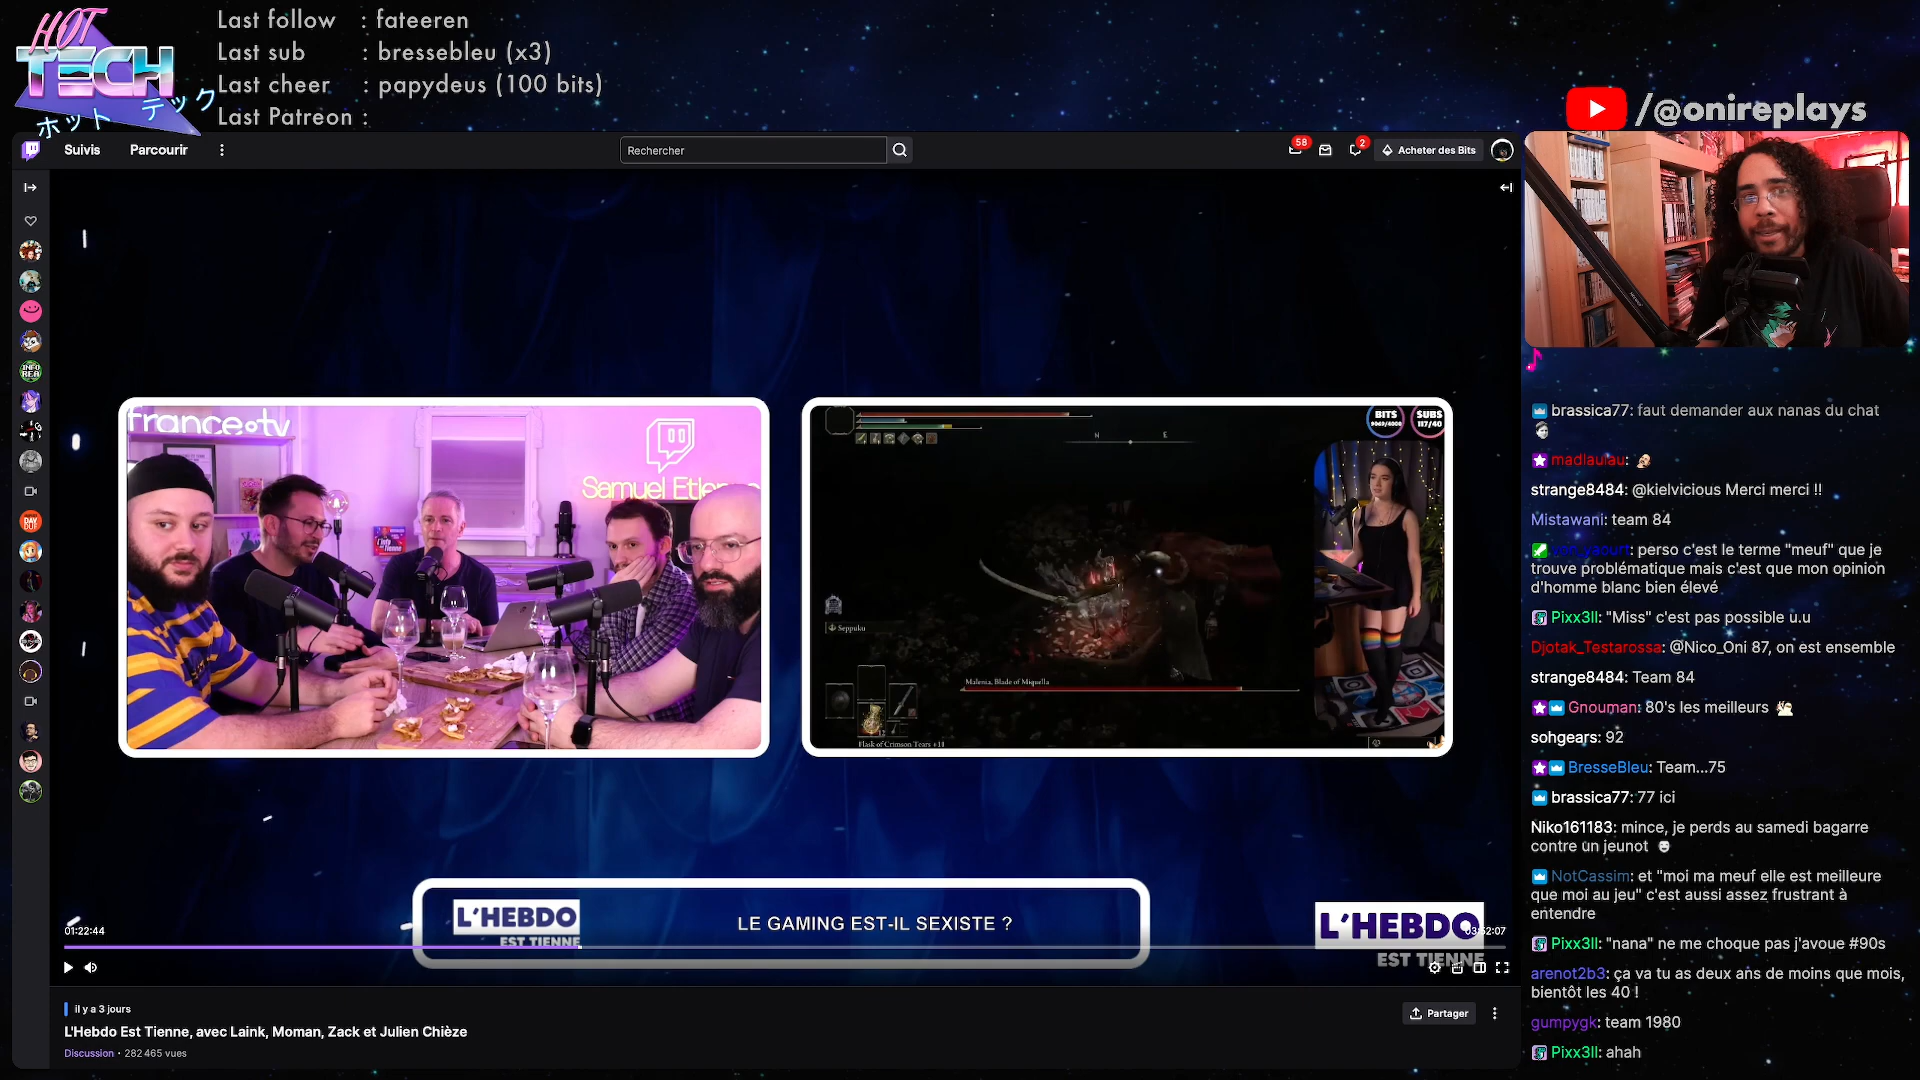 HOT
TECH
ホット テック
Last follow : fateeren
Last sub : bressebleu (x3)
Last cheer : papydeus (100 bits)
Last Patreon :
/@onireplays
Suivis
Parcourir
Rechercher
58
2
Acheter des Bits
france•tv
Samuel Etie
BITS
SUBS
117/40
N
E
Seppuku
Malenia, Blade of Miquella
Flask of Crimson Tears +11
01:22:44
L'HEBDO
EST TIENNE
LE GAMING EST-IL SEXISTE ?
L'HEBDO
EST TIENNE
il y a 3 jours
L'Hebdo Est Tienne, avec Laink, Moman, Zack et Julien Chièze
Discussion • 282 465 vues
Partager
brassica77: faut demander aux nanas du chat
madlaulau:
strange8484: @kielvicious Merci merci !!
Mistawani: team 84
: perso c'est le terme "meuf" que je
trouve problématique mais c'est que mon opinion
d'homme blanc bien élevé
Pixx3ll: "Miss" c'est pas possible u.u
Djotak_Testarossa: @Nico_Oni 87, on est ensemble
strange8484: Team 84
Gnouman: 80's les meilleurs
sohgears: 92
BresseBleu: Team...75
brassica77: 77 ici
Niko161183: mince, je perds au samedi bagarre
contre un jeunot
NotCassim: et "moi ma meuf elle est meilleure
que moi au jeu" c'est aussi assez frustrant à
entendre
Pixx3ll: "nana" ne me choque pas j'avoue #90s
arenot2b3: ça va tu as deux ans de moins que mois,
bientôt les 40 !
gumpygk: team 1980
Pixx3ll: ahah